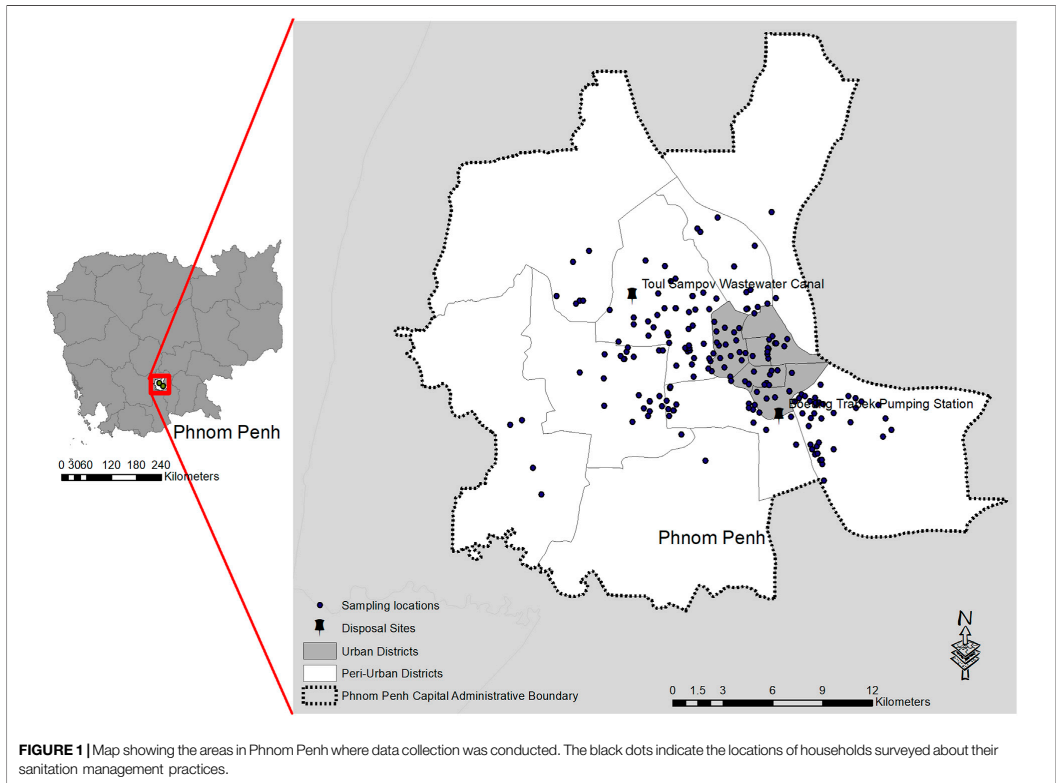 Toul Sampov Wastewater Canal
Boeung Trabek Pumping Station
Phnom Penh
0 3060 120 180 240
Kilometers
Phnom Penh
Sampling locations
Disposal Sites
Urban Districts
Peri-Urban Districts
Phnom Penh Capital Administrative Boundary
N
0 1.5 3 6 9 12
Kilometers
FIGURE 1 | Map showing the areas in Phnom Penh where data collection was conducted. The black dots indicate the locations of households surveyed about their
sanitation management practices.